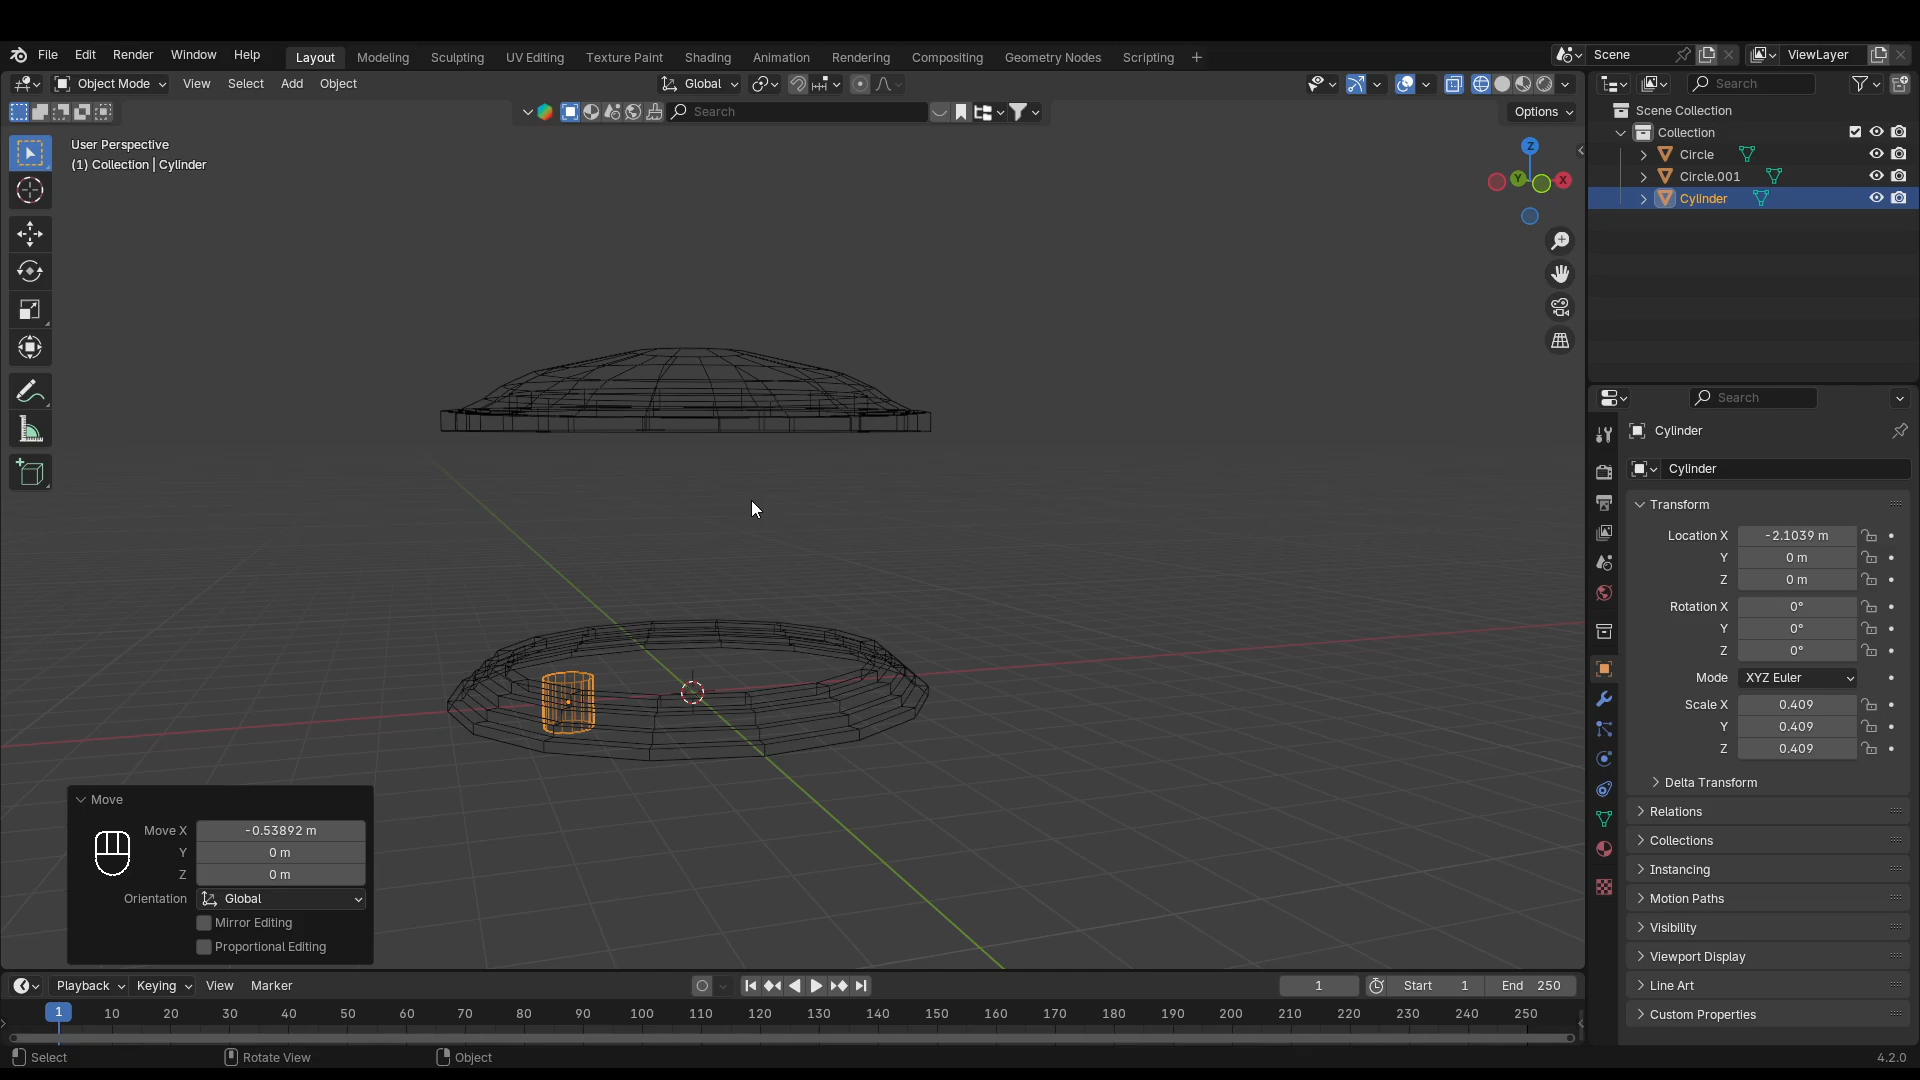 File Edit Render Window Help Layout Modeling Sculpting UV Editing Texture Paint Shading Animation Rendering Compositing Geometry Nodes Scripting + Scene ViewLayer
Object Mode View Select Add Object Global Search
Search Options
User Perspective
(1) Collection | Cylinder
Z
Y X
Scene Collection
Collection
Circle
Circle.001
Cylinder
Search
Cylinder
Cylinder
Transform
Location X -2.1039 m
Y 0 m
Z 0 m
Rotation X 0°
Y 0°
Z 0°
Mode XYZ Euler
Scale X 0.409
Y 0.409
Z 0.409
Delta Transform
Relations
Collections
Instancing
Motion Paths
Visibility
Viewport Display
Line Art
Custom Properties
Move
Move X -0.53892 m
Y 0 m
Z 0 m
Orientation Global
Mirror Editing
Proportional Editing
Playback Keying View Marker 1 Start 1 End 250
1 10 20 30 40 50 60 70 80 90 100 110 120 130 140 150 160 170 180 190 200 210 220 230 240 250
Select Rotate View Object 4.2.0